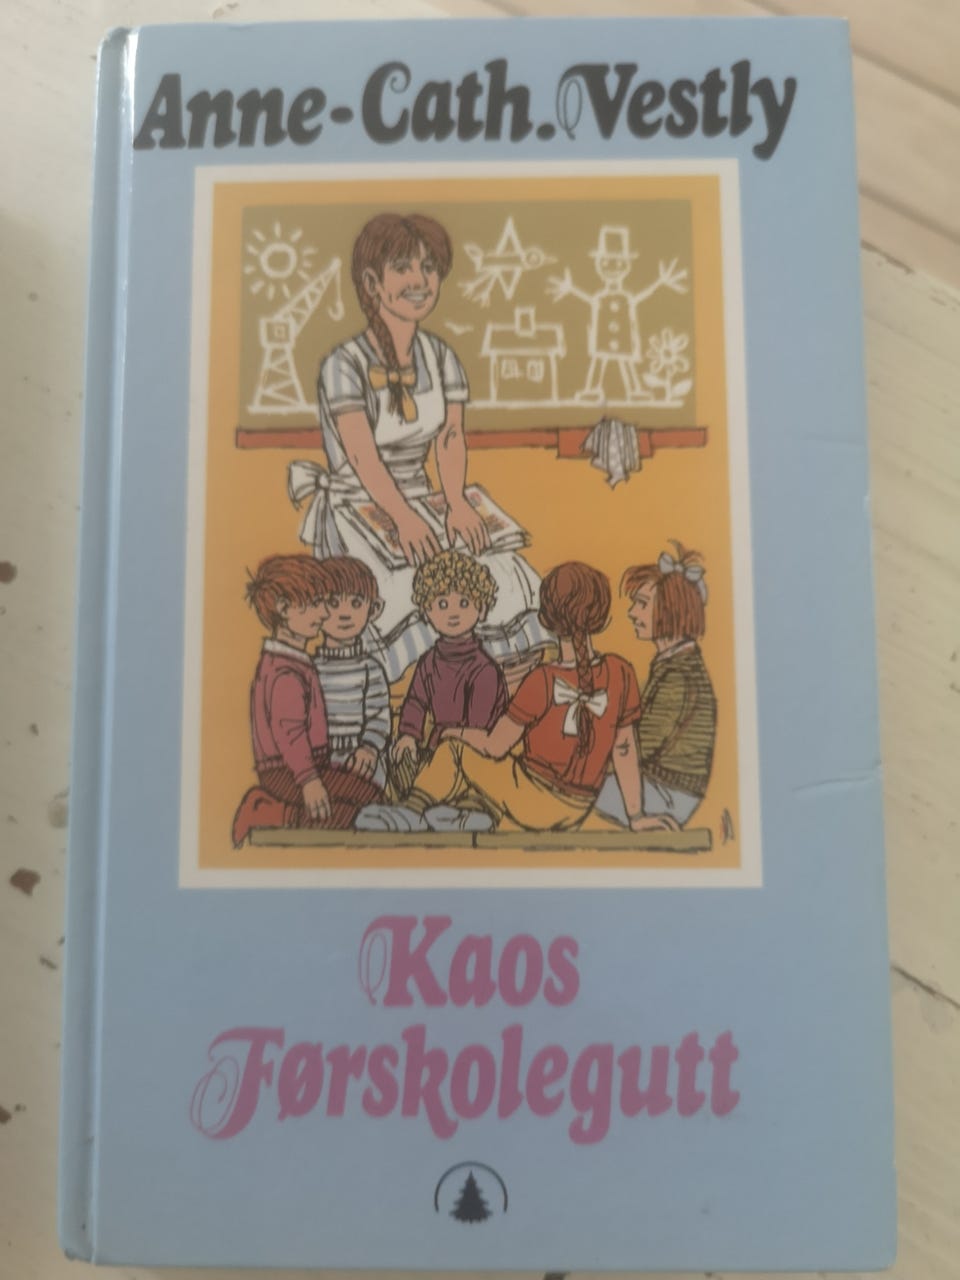 Anne-Cath. Vestly
Kaos
Førskolegutt